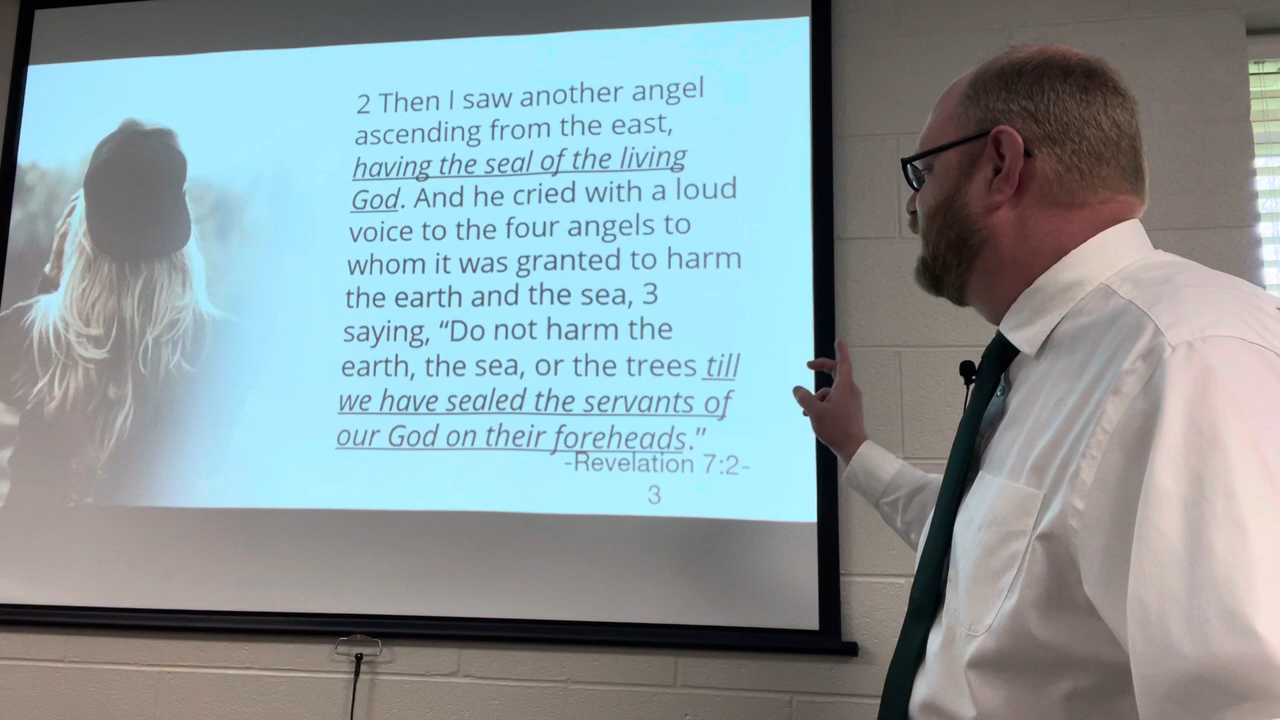 2 Then I saw another angel
ascending from the east,
having the seal of the living
God. And he cried with a loud
voice to the four angels to
whom it was granted to harm
the earth and the sea, 3
saying, “Do not harm the
earth, the sea, or the trees till
we have sealed the servants of
our God on their foreheads.”
-Revelation 7:2-
3